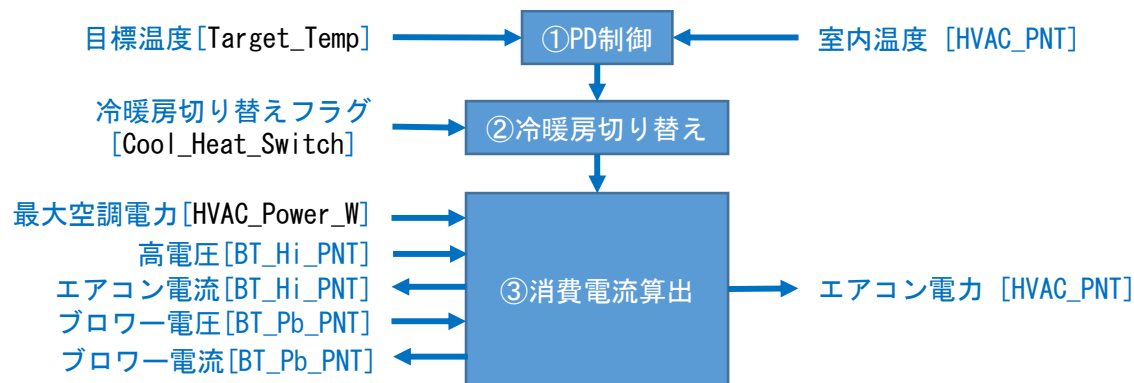 目標温度[Target_Temp]
①PD制御
室内温度 [HVAC_PNT]
冷暖房切り替えフラグ
[Cool_Heat_Switch]
②冷暖房切り替え
最大空調電力[HVAC_Power_W]
高電圧[BT_Hi_PNT]
エアコン電流[BT_Hi_PNT]
ブロワー電圧[BT_Pb_PNT]
ブロワー電流[BT_Pb_PNT]
③消費電流算出
エアコン電力 [HVAC_PNT]